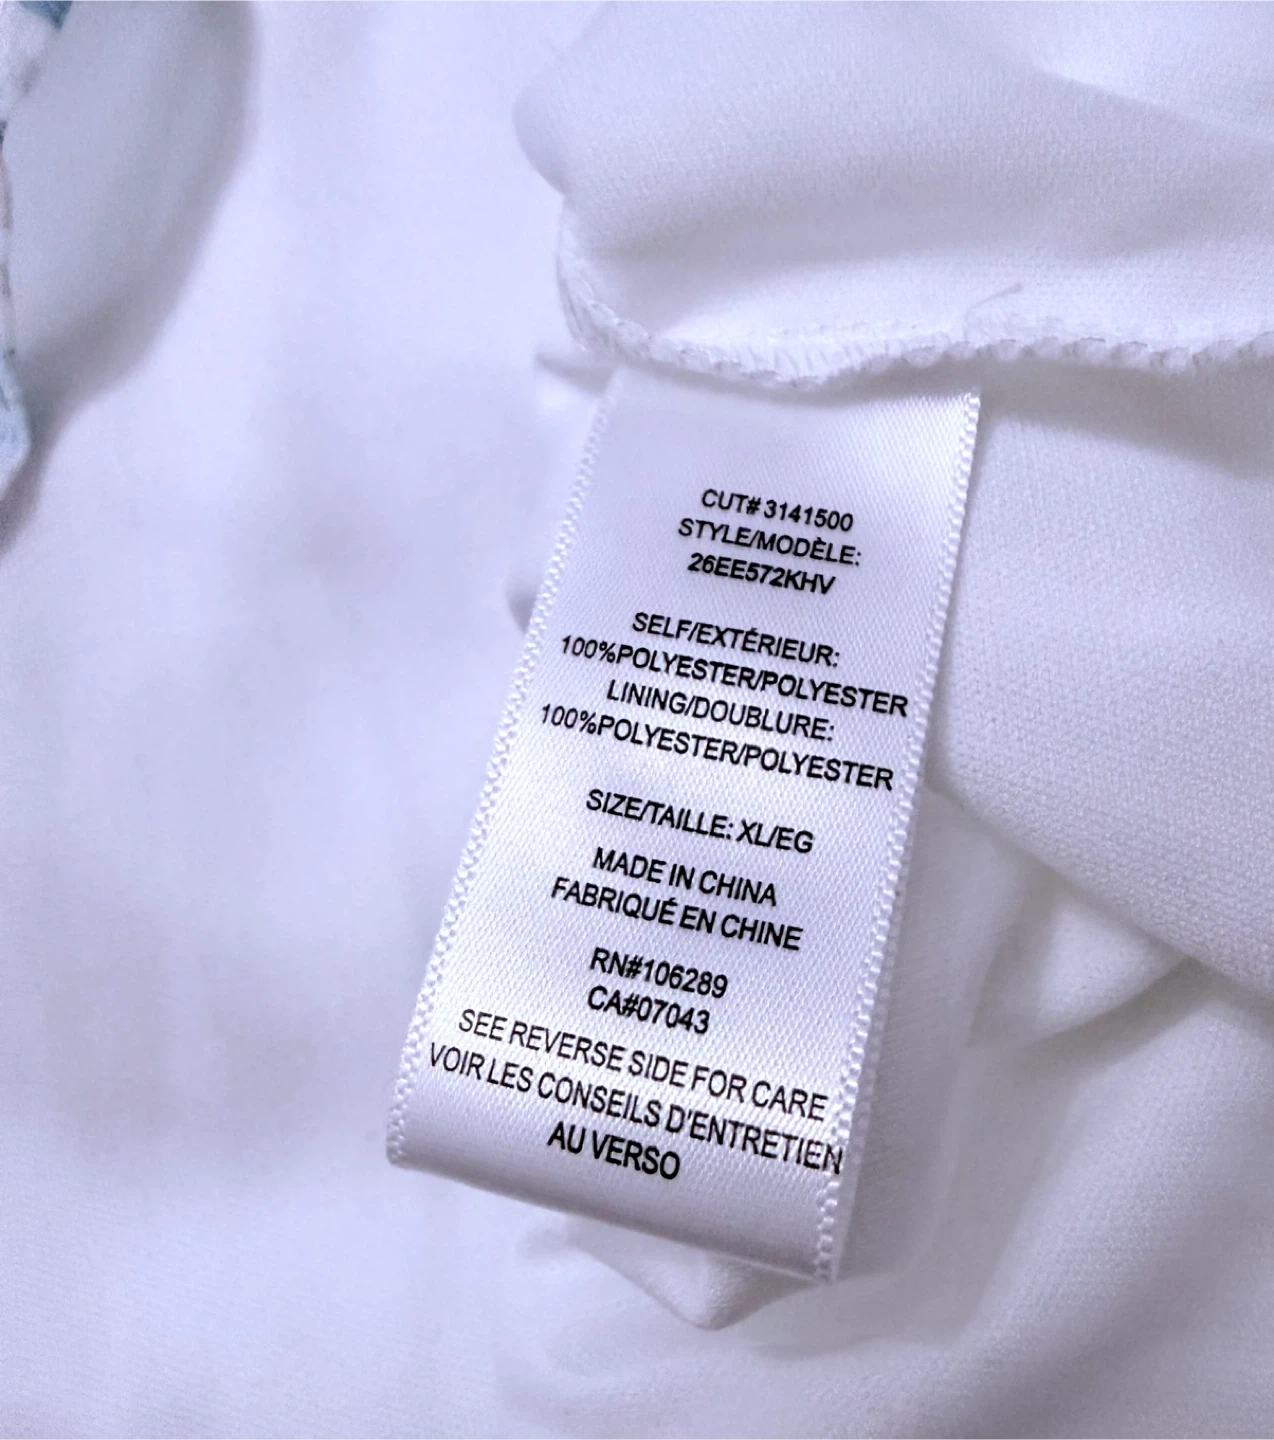 CUT# 3141500
STYLE/MODÈLE:
26EE572KHV
SELF/EXTÉRIEUR:
100%POLYESTER/POLYESTER
LINING/DOUBLURE:
100%POLYESTER/POLYESTER
SIZE/TAILLE: XL/EG
MADE IN CHINA
FABRIQUÉ EN CHINE
RN#106289
CA#07043
SEE REVERSE SIDE FOR CARE
VOIR LES CONSEILS D'ENTRETIEN
AU VERSO